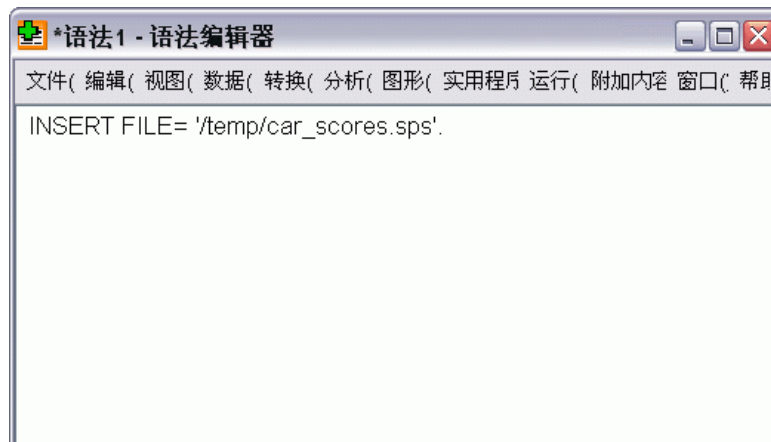 *语法1 - 语法编辑器
文件( 编辑( 视图( 数据( 转换( 分析( 图形( 实用程序 运行( 附加内容 窗口( 帮助
INSERT FILE= '/temp/car_scores.sps'.